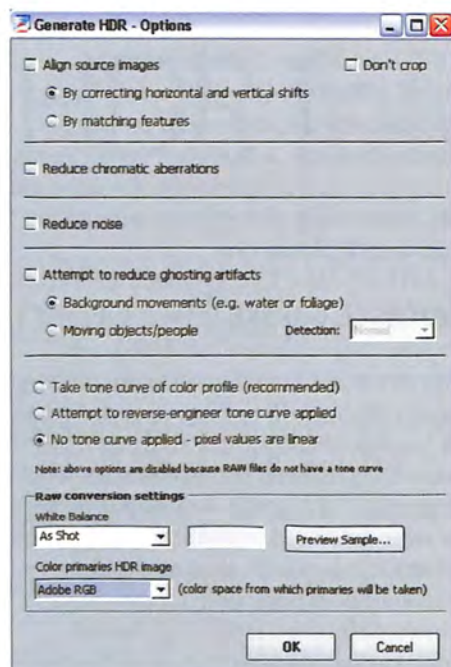 Generate HDR - Options
Align source images
Don't crop
By correcting horizontal and vertical shifts
By matching features
Reduce chromatic aberrations
Reduce noise
Attempt to reduce ghosting artifacts
Background movements (e.g. water or foliage)
Moving objects/people
Detection: Normal
Take tone curve of color profile (recommended)
Attempt to reverse-engineer tone curve applied
No tone curve applied - pixel values are linear
Note: above options are disabled because RAW files do not have a tone curve
Raw conversion settings
White Balance
As Shot
Preview Sample...
Color primaries HDR image
Adobe RGB (color space from which primaries will be taken)
OK Cancel